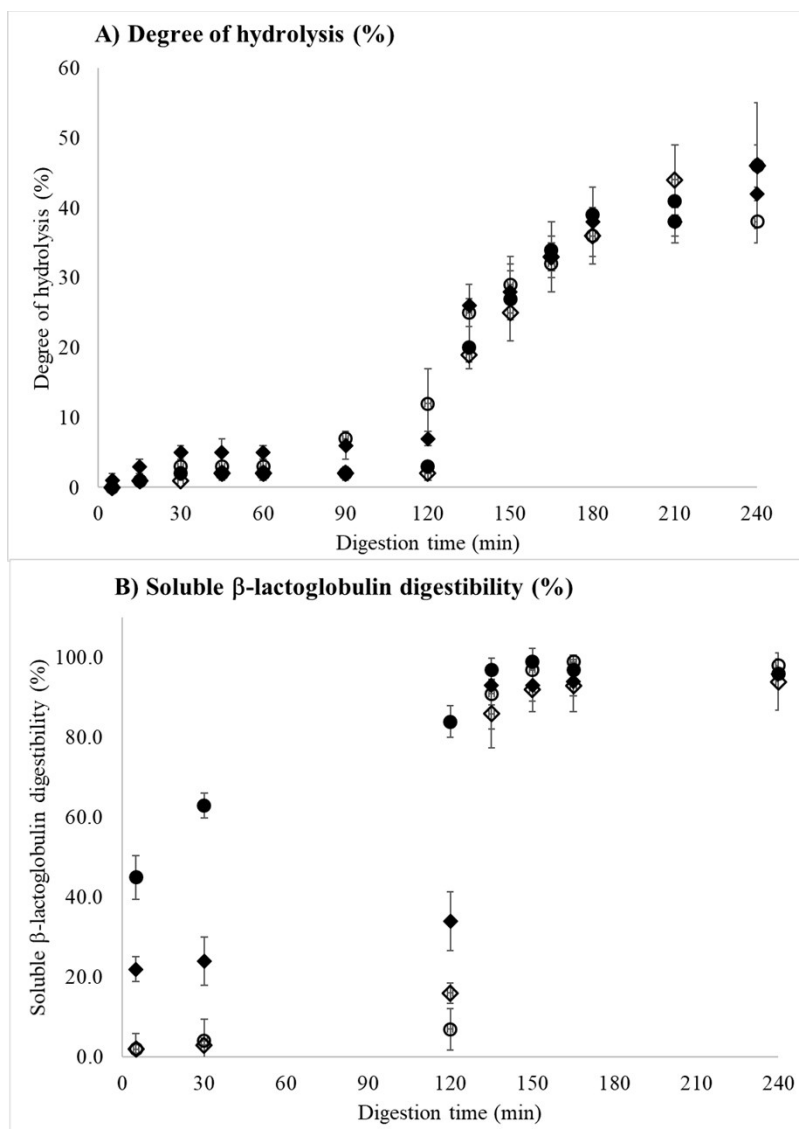 A) Degree of hydrolysis (%)
60
50
40
30
20
10
0
Degree of hydrolysis (%)
0 30 60 90 120 150 180 210 240
Digestion time (min)
B) Soluble β-lactoglobulin digestibility (%)
100.0
80.0
60.0
40.0
20.0
0.0
Soluble β-lactoglobulin digestibility (%)
0 30 60 90 120 150 180 210 240
Digestion time (min)